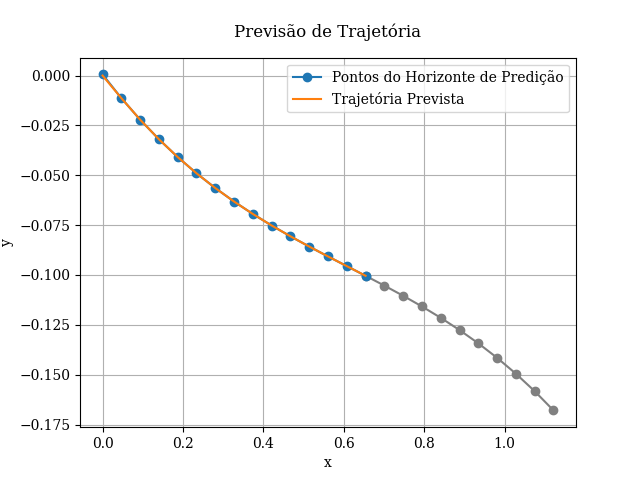 Previsão de Trajetória
Pontos do Horizonte de Predição
Trajetória Prevista
0.000
−0.025
−0.050
−0.075
−0.100
−0.125
−0.150
−0.175
y
0.0 0.2 0.4 0.6 0.8 1.0
x